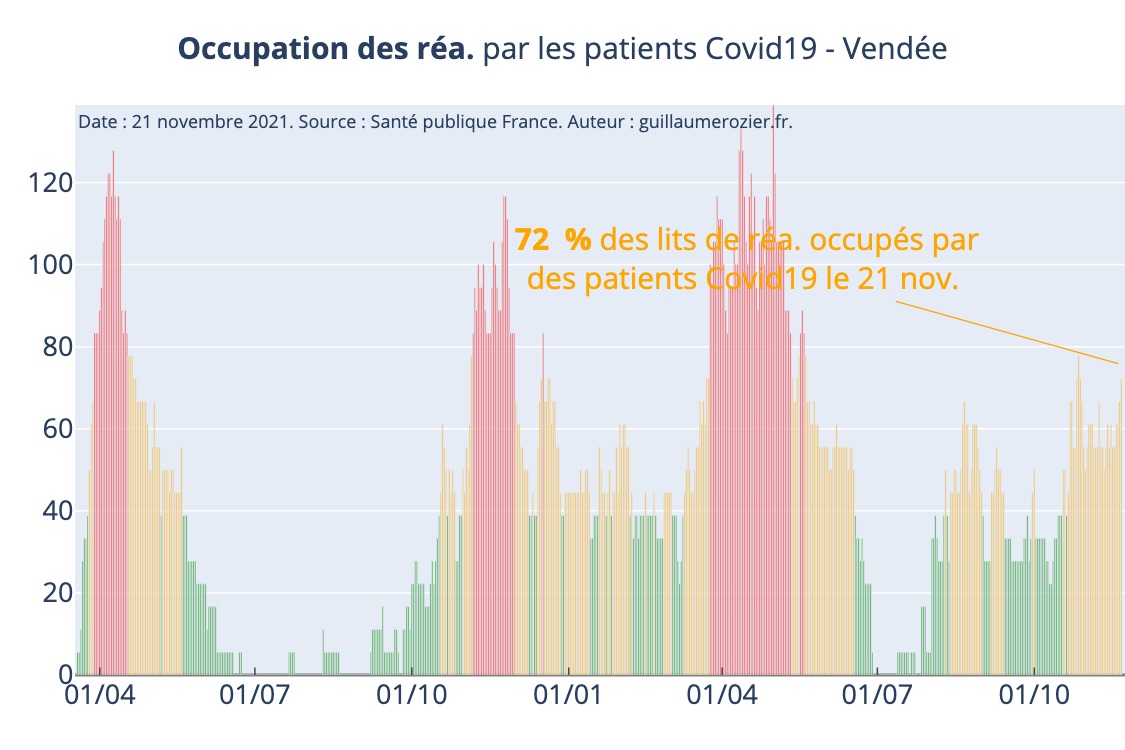 Occupation des réa. par les patients Covid19 - Vendée
Date : 21 novembre 2021. Source : Santé publique France. Auteur : guillaumerozier.fr.
120
72 % des lits de réa. occupés par
100
des patients Covid19 le 21 nov.
80
60
40
20
0
01/04 01/07 01/10 01/01 01/04 01/07 01/10